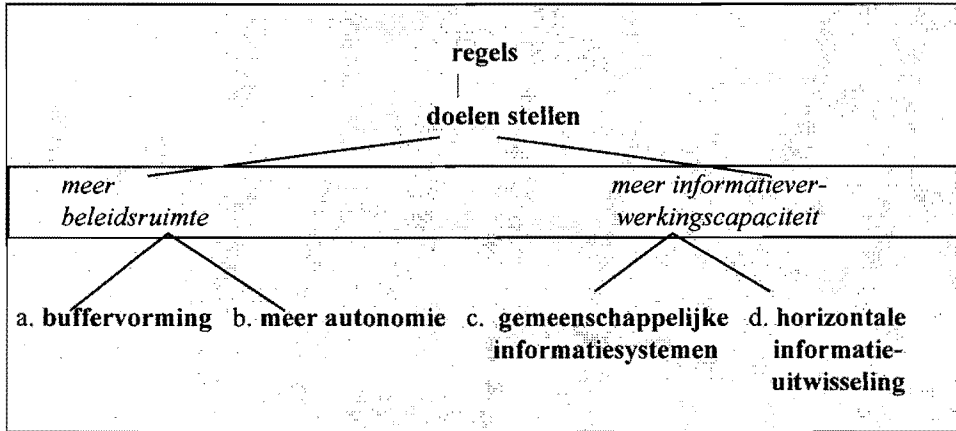 regels
doelen stellen
meer
beleidsruimte
meer informatiever-
werkingscapaciteit
a. buffervorming
b. meer autonomie
c. gemeenschappelijke
informatiesystemen
d. horizontale
informatie-
uitwisseling